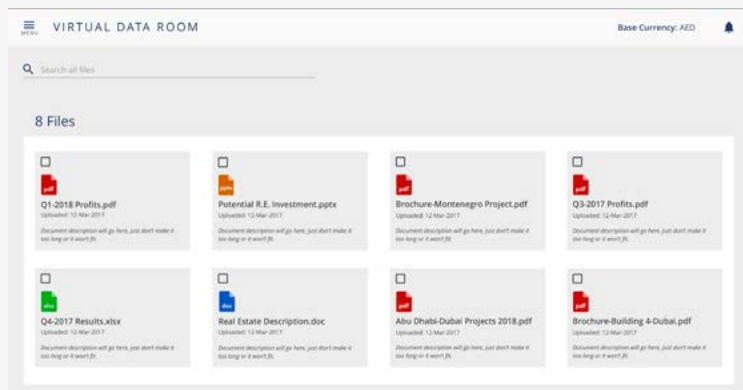 VIRTUAL DATA ROOM
Base Currency: AED
MENU
Search all files
8 Files
pdf
pptx
pdf
pdf
Q1-2018 Profits.pdf
Potential R.E. Investment.pptx
Brochure-Montenegro Project.pdf
Q3-2017 Profits.pdf
Uploaded: 12-Mar-2017
Uploaded: 12-Mar-2017
Uploaded: 12-Mar-2017
Uploaded: 12-Mar-2017
Document description will go here, just don't make it
too long or it won't fit.
Document description will go here, just don't make it
too long or it won't fit.
Document description will go here, just don't make it
too long or it won't fit.
Document description will go here, just don't make it
too long or it won't fit.
xlsx
doc
pdf
pdf
Q4-2017 Results.xlsx
Real Estate Description.doc
Abu Dhabi-Dubai Projects 2018.pdf
Brochure-Building 4-Dubai.pdf
Uploaded: 12-Mar-2017
Uploaded: 12-Mar-2017
Uploaded: 12-Mar-2017
Uploaded: 12-Mar-2017
Document description will go here, just don't make it
too long or it won't fit.
Document description will go here, just don't make it
too long or it won't fit.
Document description will go here, just don't make it
too long or it won't fit.
Document description will go here, just don't make it
too long or it won't fit.